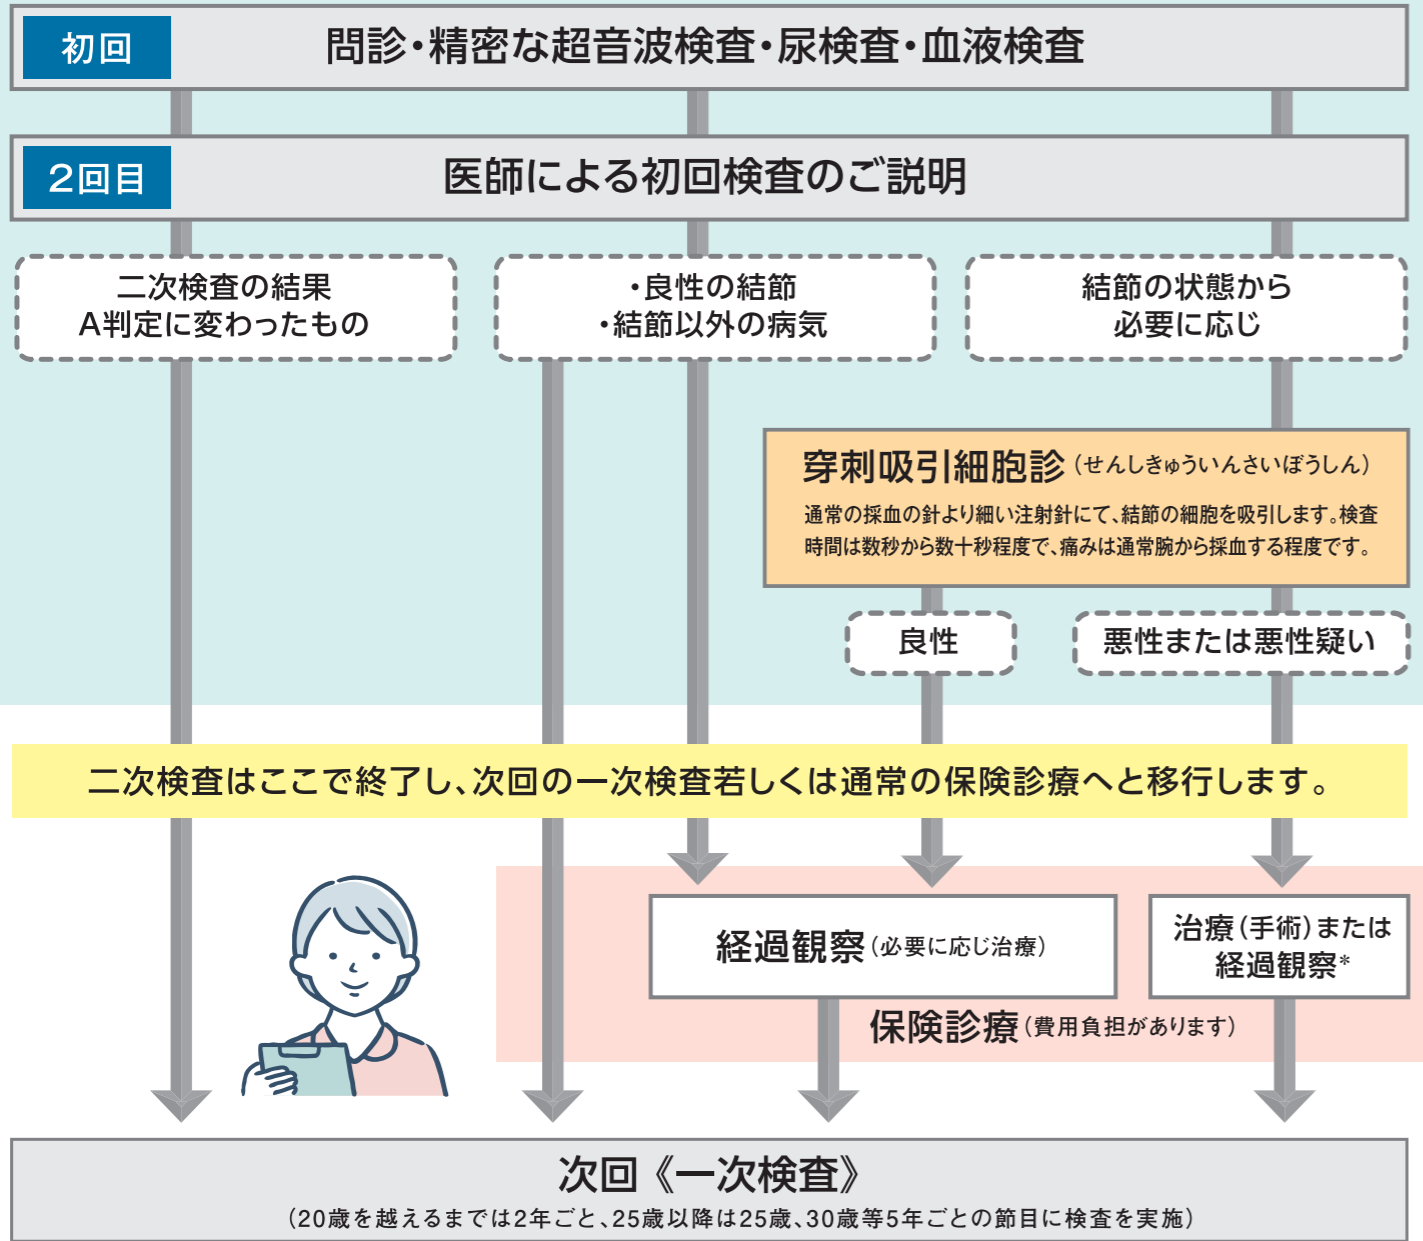 初回
問診・精密な超音波検査・尿検査・血液検査
2回目
医師による初回検査のご説明
二次検査の結果
A判定に変わったもの
・良性の結節
・結節以外の病気
結節の状態から
必要に応じ
穿刺吸引細胞診(せんしきゅういんさいぼうしん)
通常の採血の針より細い注射針にて、結節の細胞を吸引します。検査
時間は数秒から数十秒程度で、痛みは通常腕から採血する程度です。
良性
悪性または悪性疑い
二次検査はここで終了し、次回の一次検査若しくは通常の保険診療へと移行します。
経過観察(必要に応じ治療)
治療(手術)または
経過観察*
保険診療(費用負担があります)
次回《一次検査》
(20歳を越えるまでは2年ごと、25歳以降は25歳、30歳等5年ごとの節目に検査を実施)